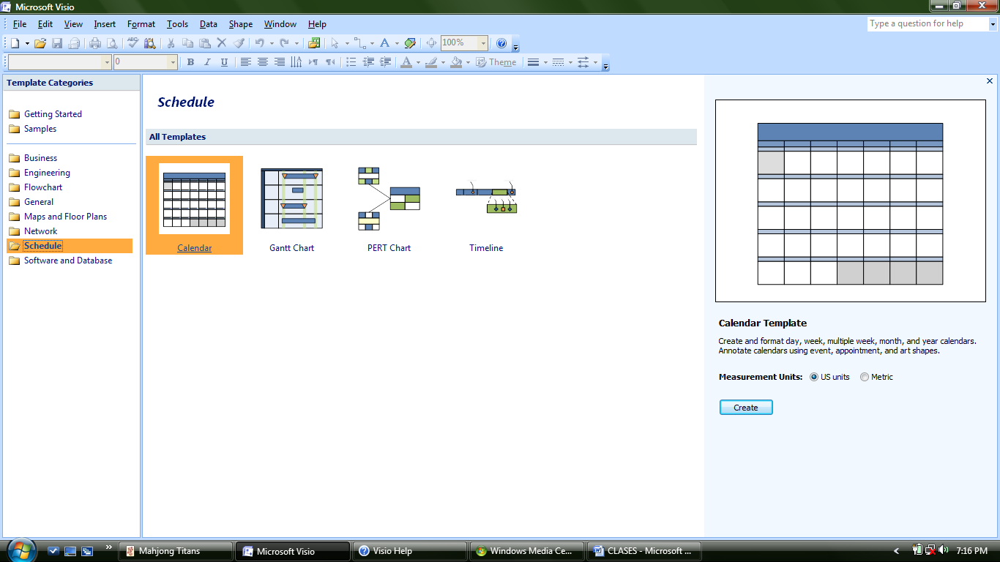 Microsoft Visio
File Edit View Insert Format Tools Data Shape Window Help
Type a question for help
ABC
100%
0
B I U
A
Theme
Template Categories
Getting Started
Samples
Business
Engineering
Flowchart
General
Maps and Floor Plans
Network
Schedule
Software and Database
Schedule
All Templates
Calendar
Gantt Chart
PERT Chart
Timeline
Calendar Template
Create and format day, week, multiple week, month, and year calendars.
Annotate calendars using event, appointment, and art shapes.
Measurement Units: US units Metric
Create
Mahjong Titans
Microsoft Visio
Visio Help
Windows Media Ce...
CLASES - Microsoft ...
7:16 PM